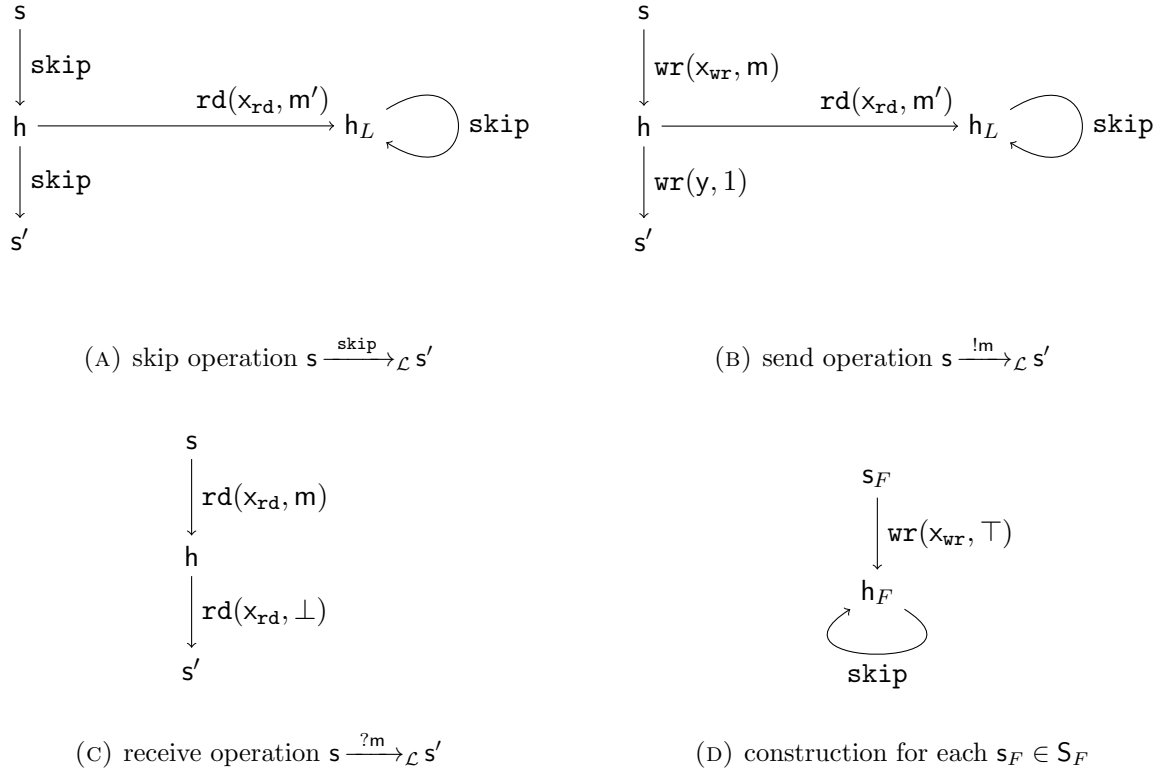 s
skip
h
rd(x_rd, m′)
h_L
skip
skip
s′
(A) skip operation s —skip→_ℒ s′
s
wr(x_wr, m)
h
rd(x_rd, m′)
h_L
skip
wr(y, 1)
s′
(B) send operation s —!m→_ℒ s′
s
rd(x_rd, m)
h
rd(x_rd, ⊥)
s′
(C) receive operation s —?m→_ℒ s′
s_F
wr(x_wr, ⊤)
h_F
skip
(D) construction for each s_F ∈ S_F